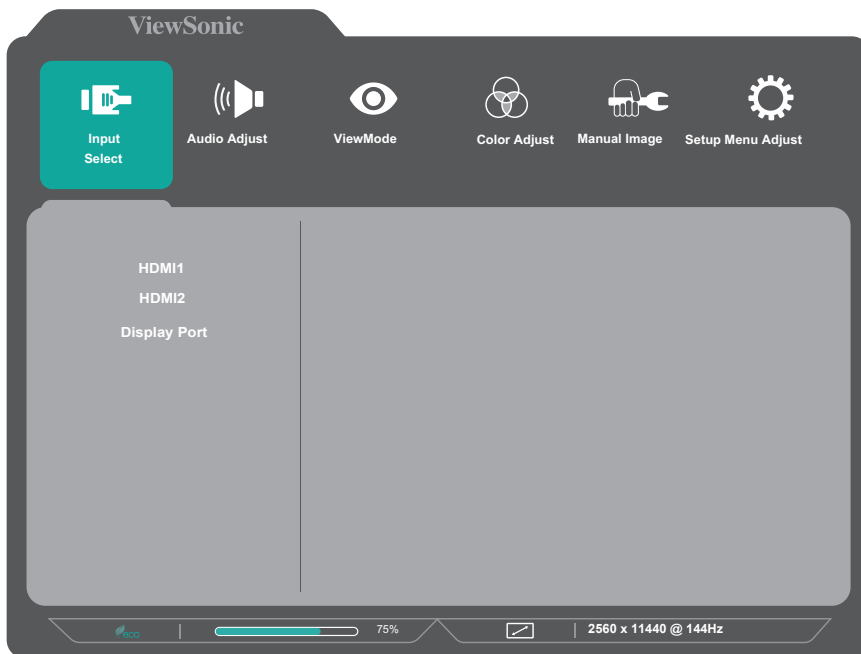 ViewSonic
Input
Select
Audio Adjust
ViewMode
Color Adjust
Manual Image
Setup Menu Adjust
HDMI1
HDMI2
Display Port
eco
75%
2560 x 11440 @ 144Hz